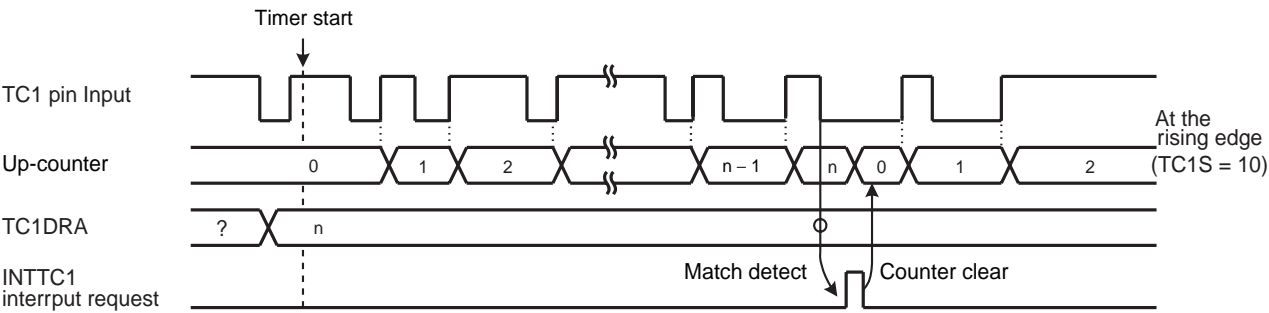 Timer start
TC1 pin Input
At the
rising edge
(TC1S = 10)
Up-counter
0
1
2
n – 1
n
0
1
2
TC1DRA
?
n
Match detect
Counter clear
INTTC1
interrput request